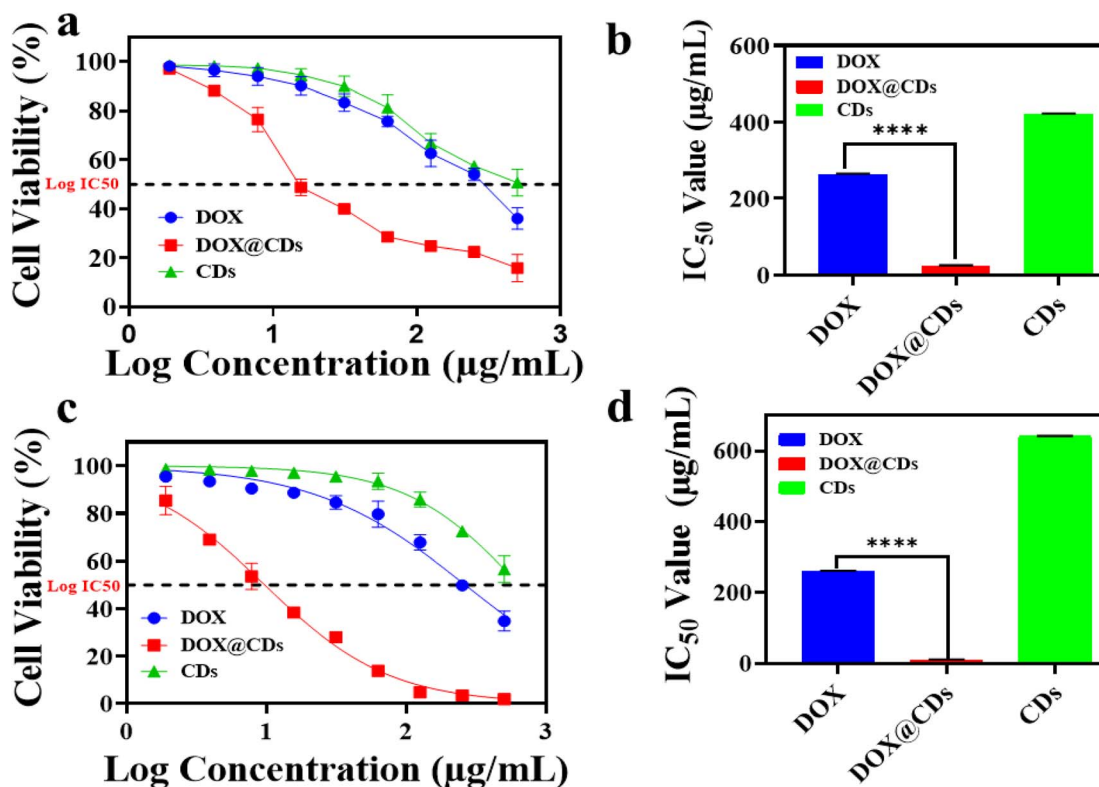 a
Cell Viability (%)
100
80
60
40
20
0
Log IC50
DOX
DOX@CDs
CDs
0
1
2
3
Log Concentration (µg/mL)
b
IC50 Value (µg/mL)
600
400
200
0
DOX
DOX@CDs
CDs
****
DOX
DOX@CDs
CDs
c
Cell Viability (%)
100
80
60
40
20
0
Log IC50
DOX
DOX@CDs
CDs
0
1
2
3
Log Concentration (µg/mL)
d
IC50 Value (µg/mL)
600
400
200
0
DOX
DOX@CDs
CDs
****
DOX
DOX@CDs
CDs